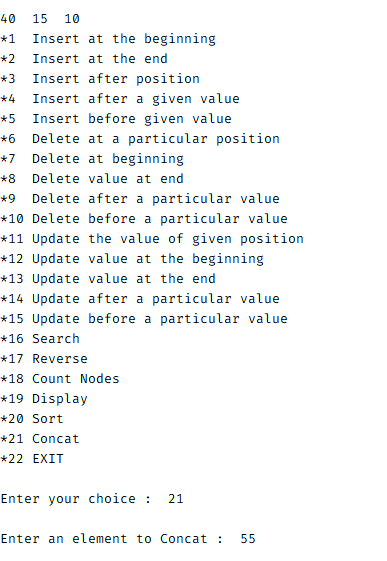 40  15  10
*1  Insert at the beginning
*2  Insert at the end
*3  Insert after position
*4  Insert after a given value
*5  Insert before given value
*6  Delete at a particular position
*7  Delete at beginning
*8  Delete value at end
*9  Delete after a particular value
*10 Delete before a particular value
*11 Update the value of given position
*12 Update value at the beginning
*13 Update value at the end
*14 Update after a particular value
*15 Update before a particular value
*16 Search
*17 Reverse
*18 Count Nodes
*19 Display
*20 Sort
*21 Concat
*22 EXIT
Enter your choice :  21
Enter an element to Concat :  55